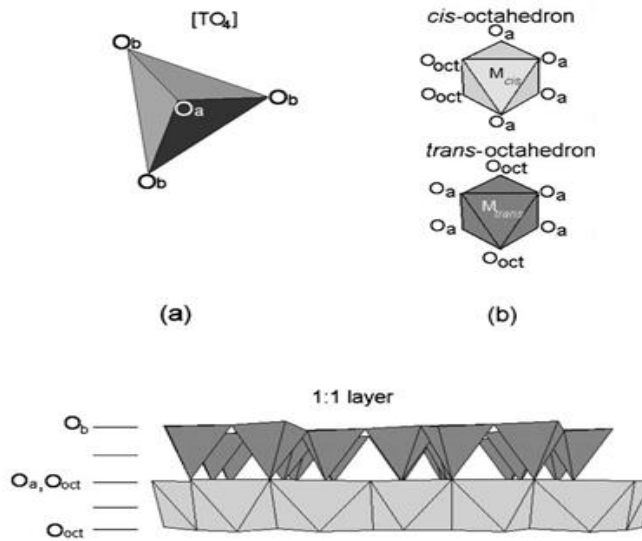 [TO4]
Ob
Ob
Oa
Ob
(a)
cis-octahedron
Oa
Ooct
Mcis
Oa
Ooct
Oa
Oa
trans-octahedron
Ooct
Oa
Oa
Mtrans
Oa
Oa
Ooct
(b)
1:1 layer
Ob
Oa,Ooct
Ooct